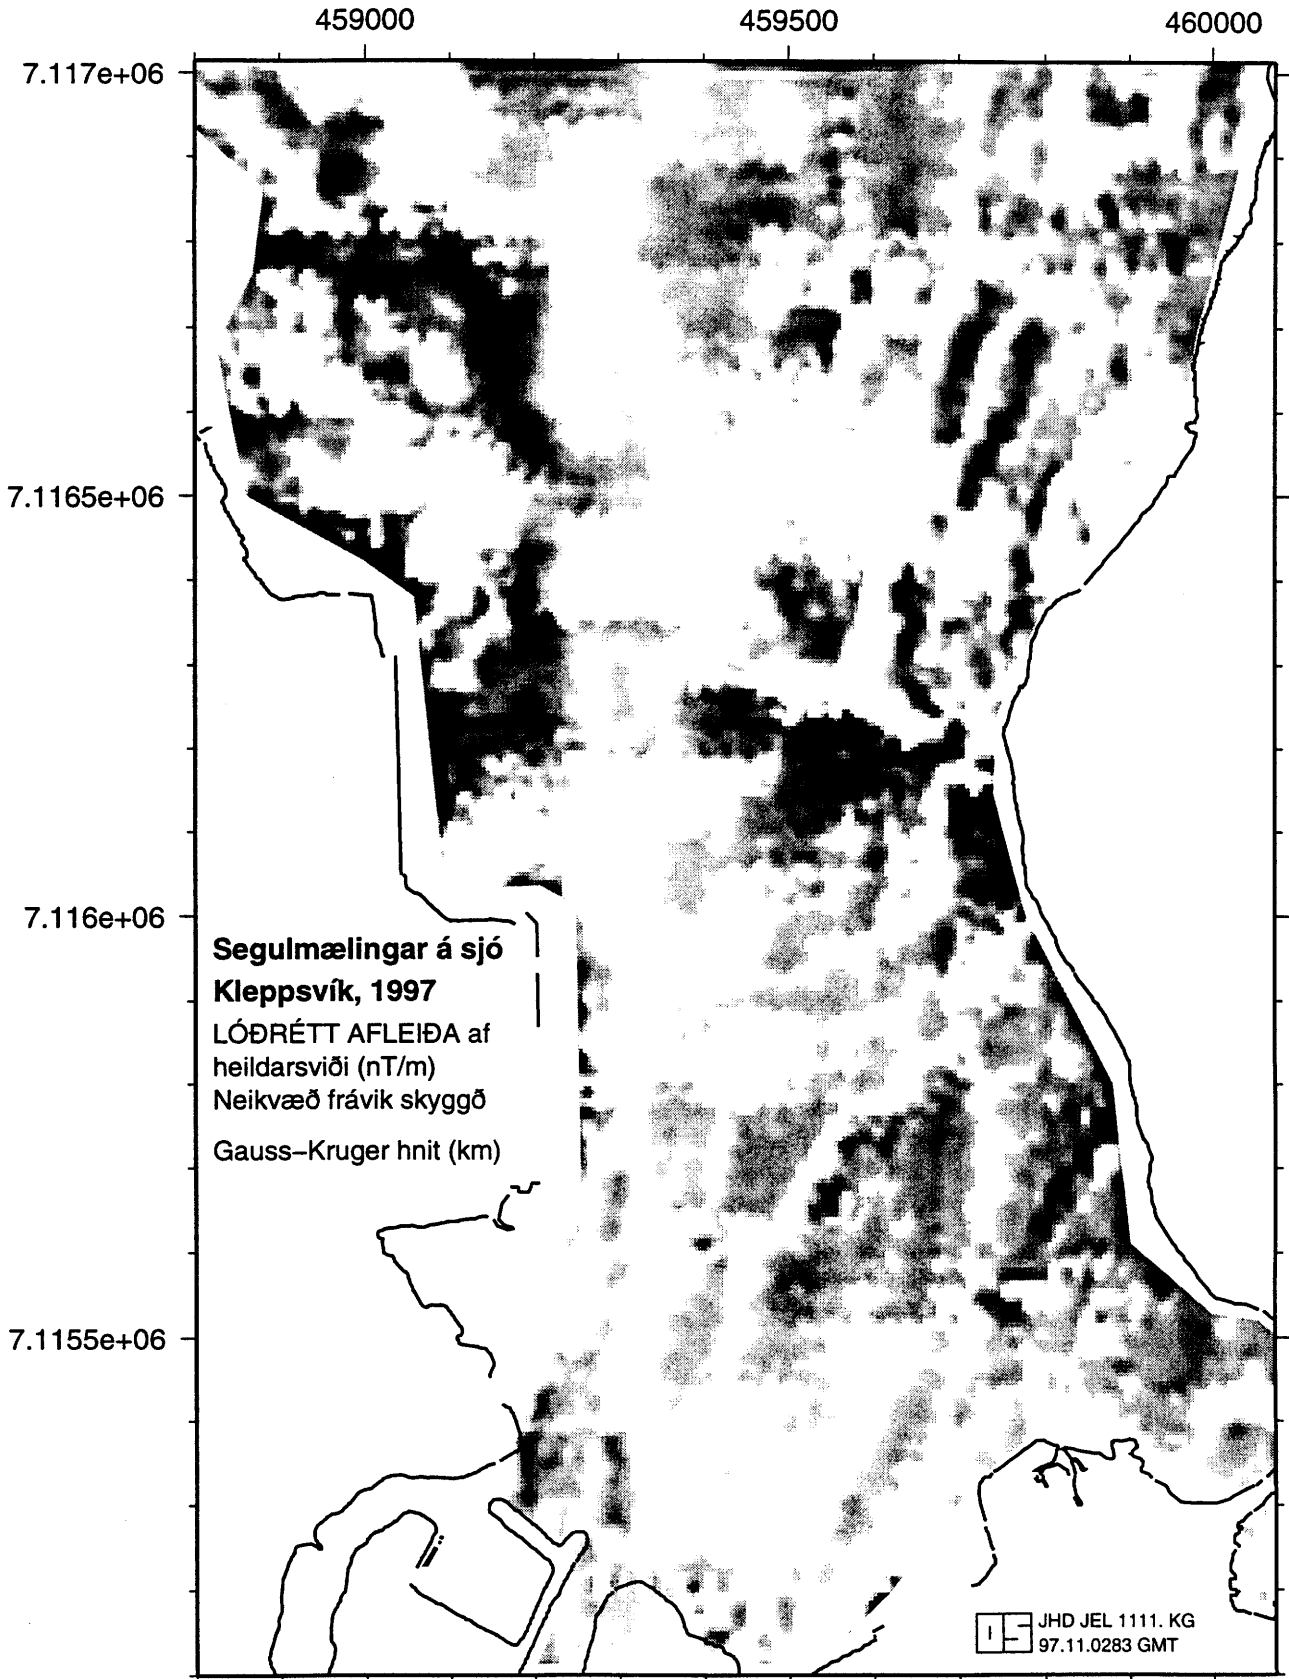 459000 459500 460000
7.117e+06
7.1165e+06
7.116e+06
Segulmælingar á sjó
Kleppsvík, 1997
LÓÐRÉTT AFLEIÐA af
heildarsviði (nT/m)
Neikvæð frávik skyggð
Gauss–Kruger hnit (km)
7.1155e+06
JHD JEL 1111. KG
97.11.0283 GMT